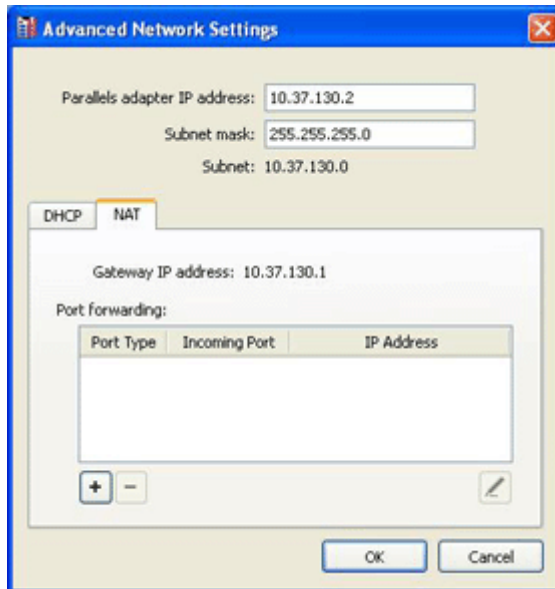 Advanced Network Settings
Parallels adapter IP address: 10.37.130.2
Subnet mask: 255.255.255.0
Subnet: 10.37.130.0
DHCP NAT
Gateway IP address: 10.37.130.1
Port forwarding:
Port Type Incoming Port IP Address
+ -
OK Cancel